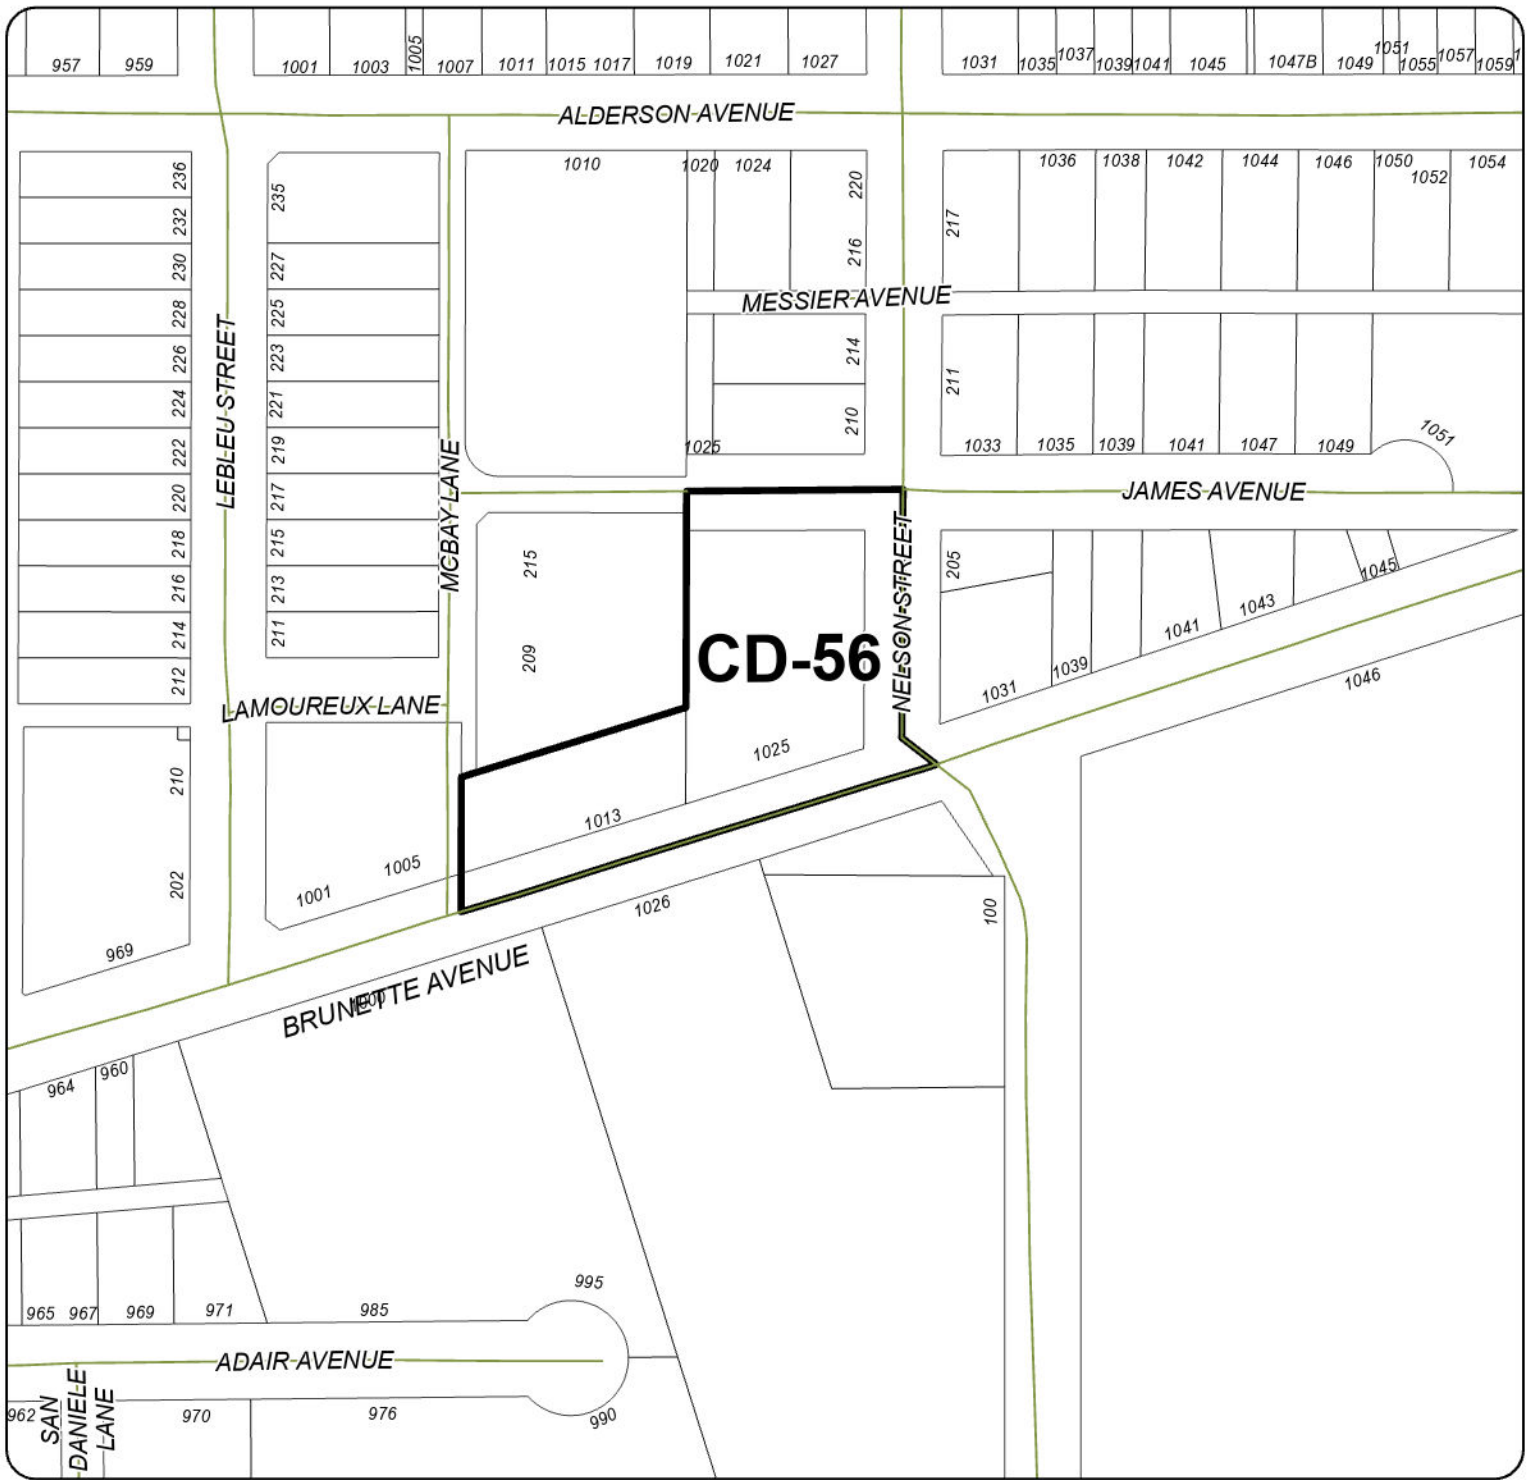 957 959 1001 1003 1005 1007 1011 1015 1017 1019 1021 1027 1031 1035 1037 1039 1041 1045 1047B 1049 1051 1055 1057 1059
ALDERSON AVENUE
236 235 1010 1020 1024 220 1036 1038 1042 1044 1046 1050 1052 1054
232 216 217
230 227
MESSIER AVENUE
228 225
226 223 214 211
224 221 210
222 219 1025 1033 1035 1039 1041 1047 1049 1051
LEBLEU STREET
MCBAY LANE
220 217
JAMES AVENUE
218 215 215 205 1045
216 213 1043
214 211 209 1041
CD-56
NELSON STREET
212 1031 1039 1046
LAMOUREUX LANE
210 1025
1013
202 1001 1005 1026 100
969
BRUNETTE AVENUE
964 960
995
965 967 969 971 985
ADAIR AVENUE
962 970 976 990
SAN
DANIELE
LANE